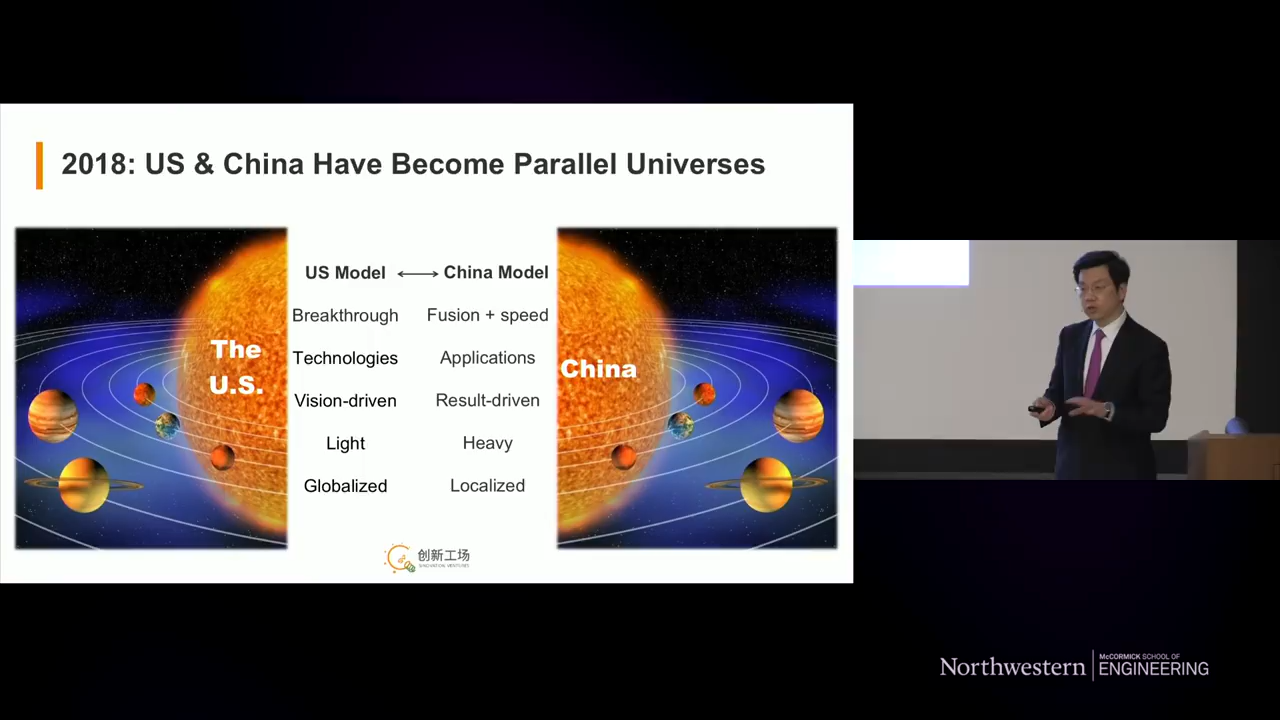 2018: US & China Have Become Parallel Universes
US Model ⟷ China Model
Breakthrough Fusion + speed
Technologies Applications
Vision-driven Result-driven
Light Heavy
Globalized Localized
The
U.S.
China
创新工场
SINOVATION VENTURES
Northwestern
McCORMICK SCHOOL OF
ENGINEERING